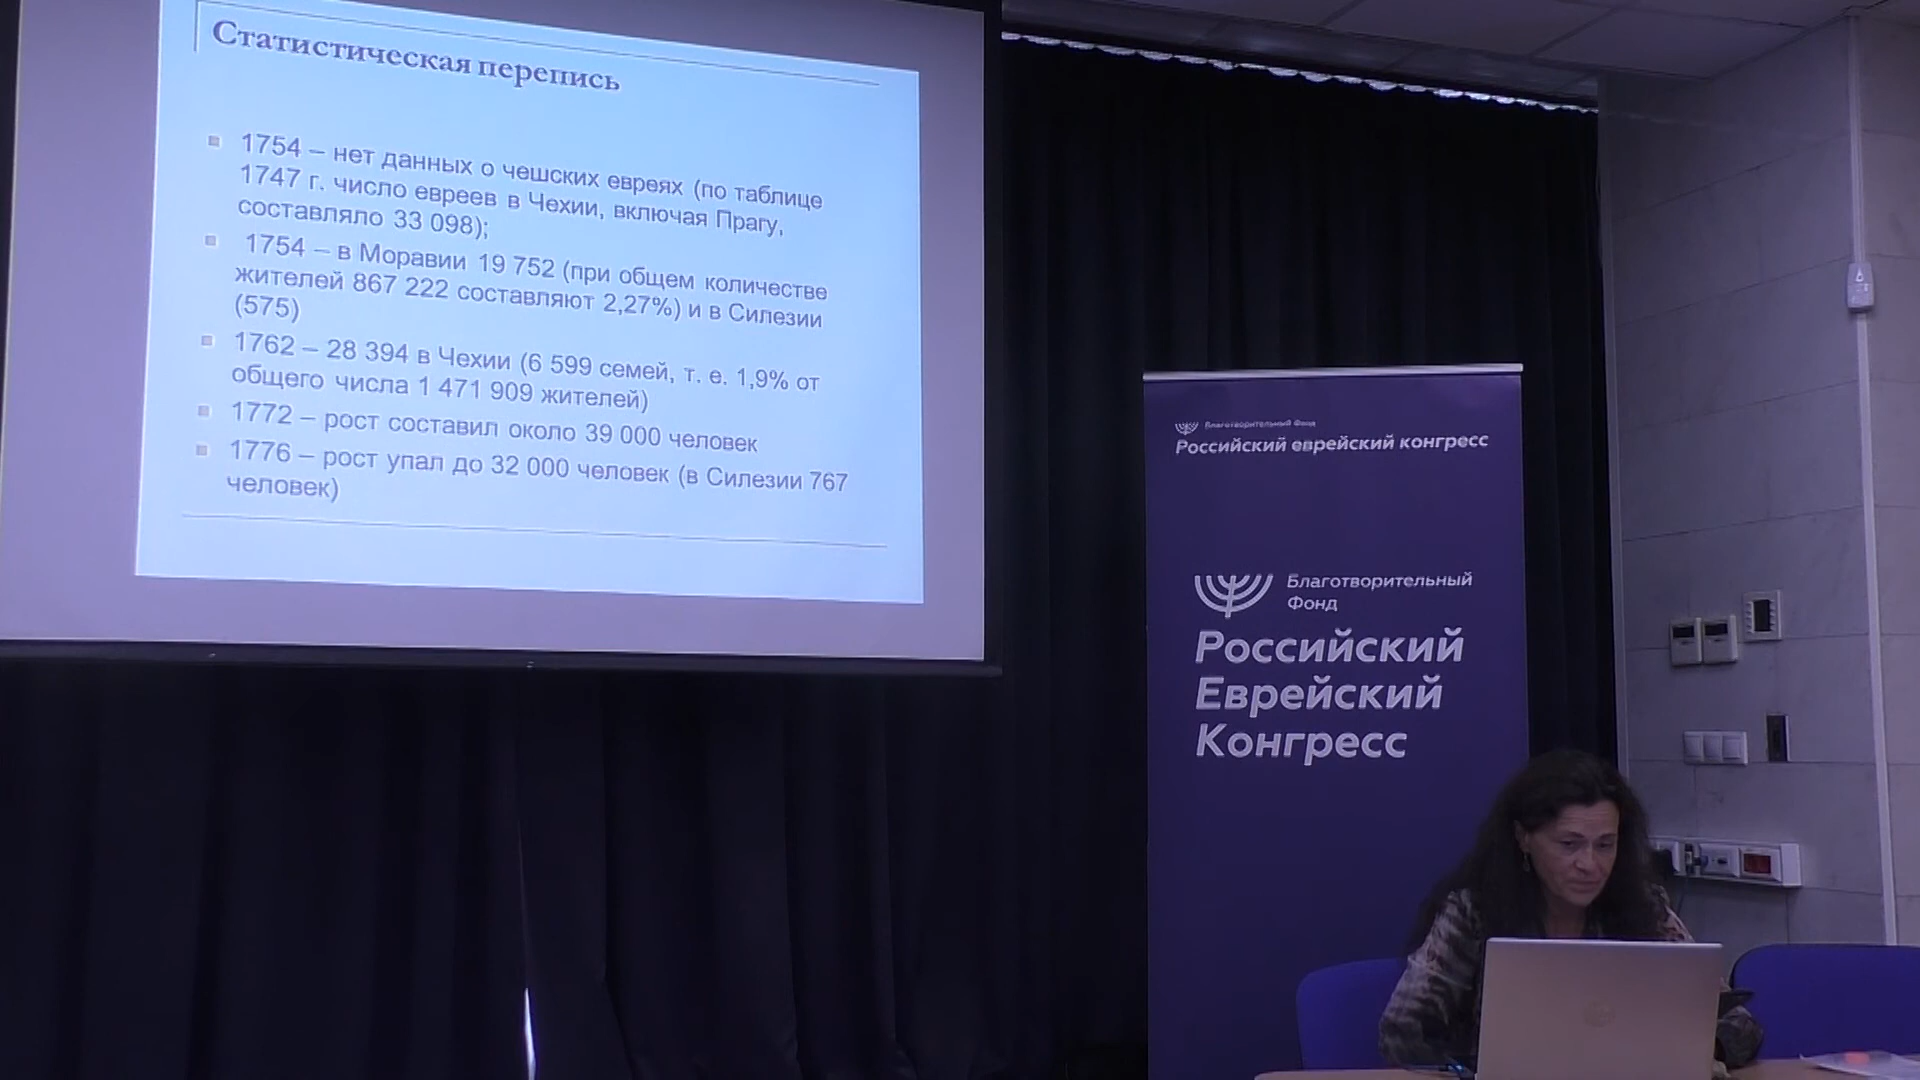 Статистическая перепись
1754 – нет данных о чешских евреях (по таблице
1747 г. число евреев в Чехии, включая Прагу,
составляло 33 098);
1754 – в Моравии 19 752 (при общем количестве
жителей 867 222 составляют 2,27%) и в Силезии
(575)
1762 – 28 394 в Чехии (6 599 семей, т. е. 1,9% от
общего числа 1 471 909 жителей)
1772 – рост составил около 39 000 человек
1776 – рост упал до 32 000 человек (в Силезии 767
человек)
Благотворительный Фонд
Российский еврейский конгресс
Благотворительный
Фонд
Российский
Еврейский
Конгресс